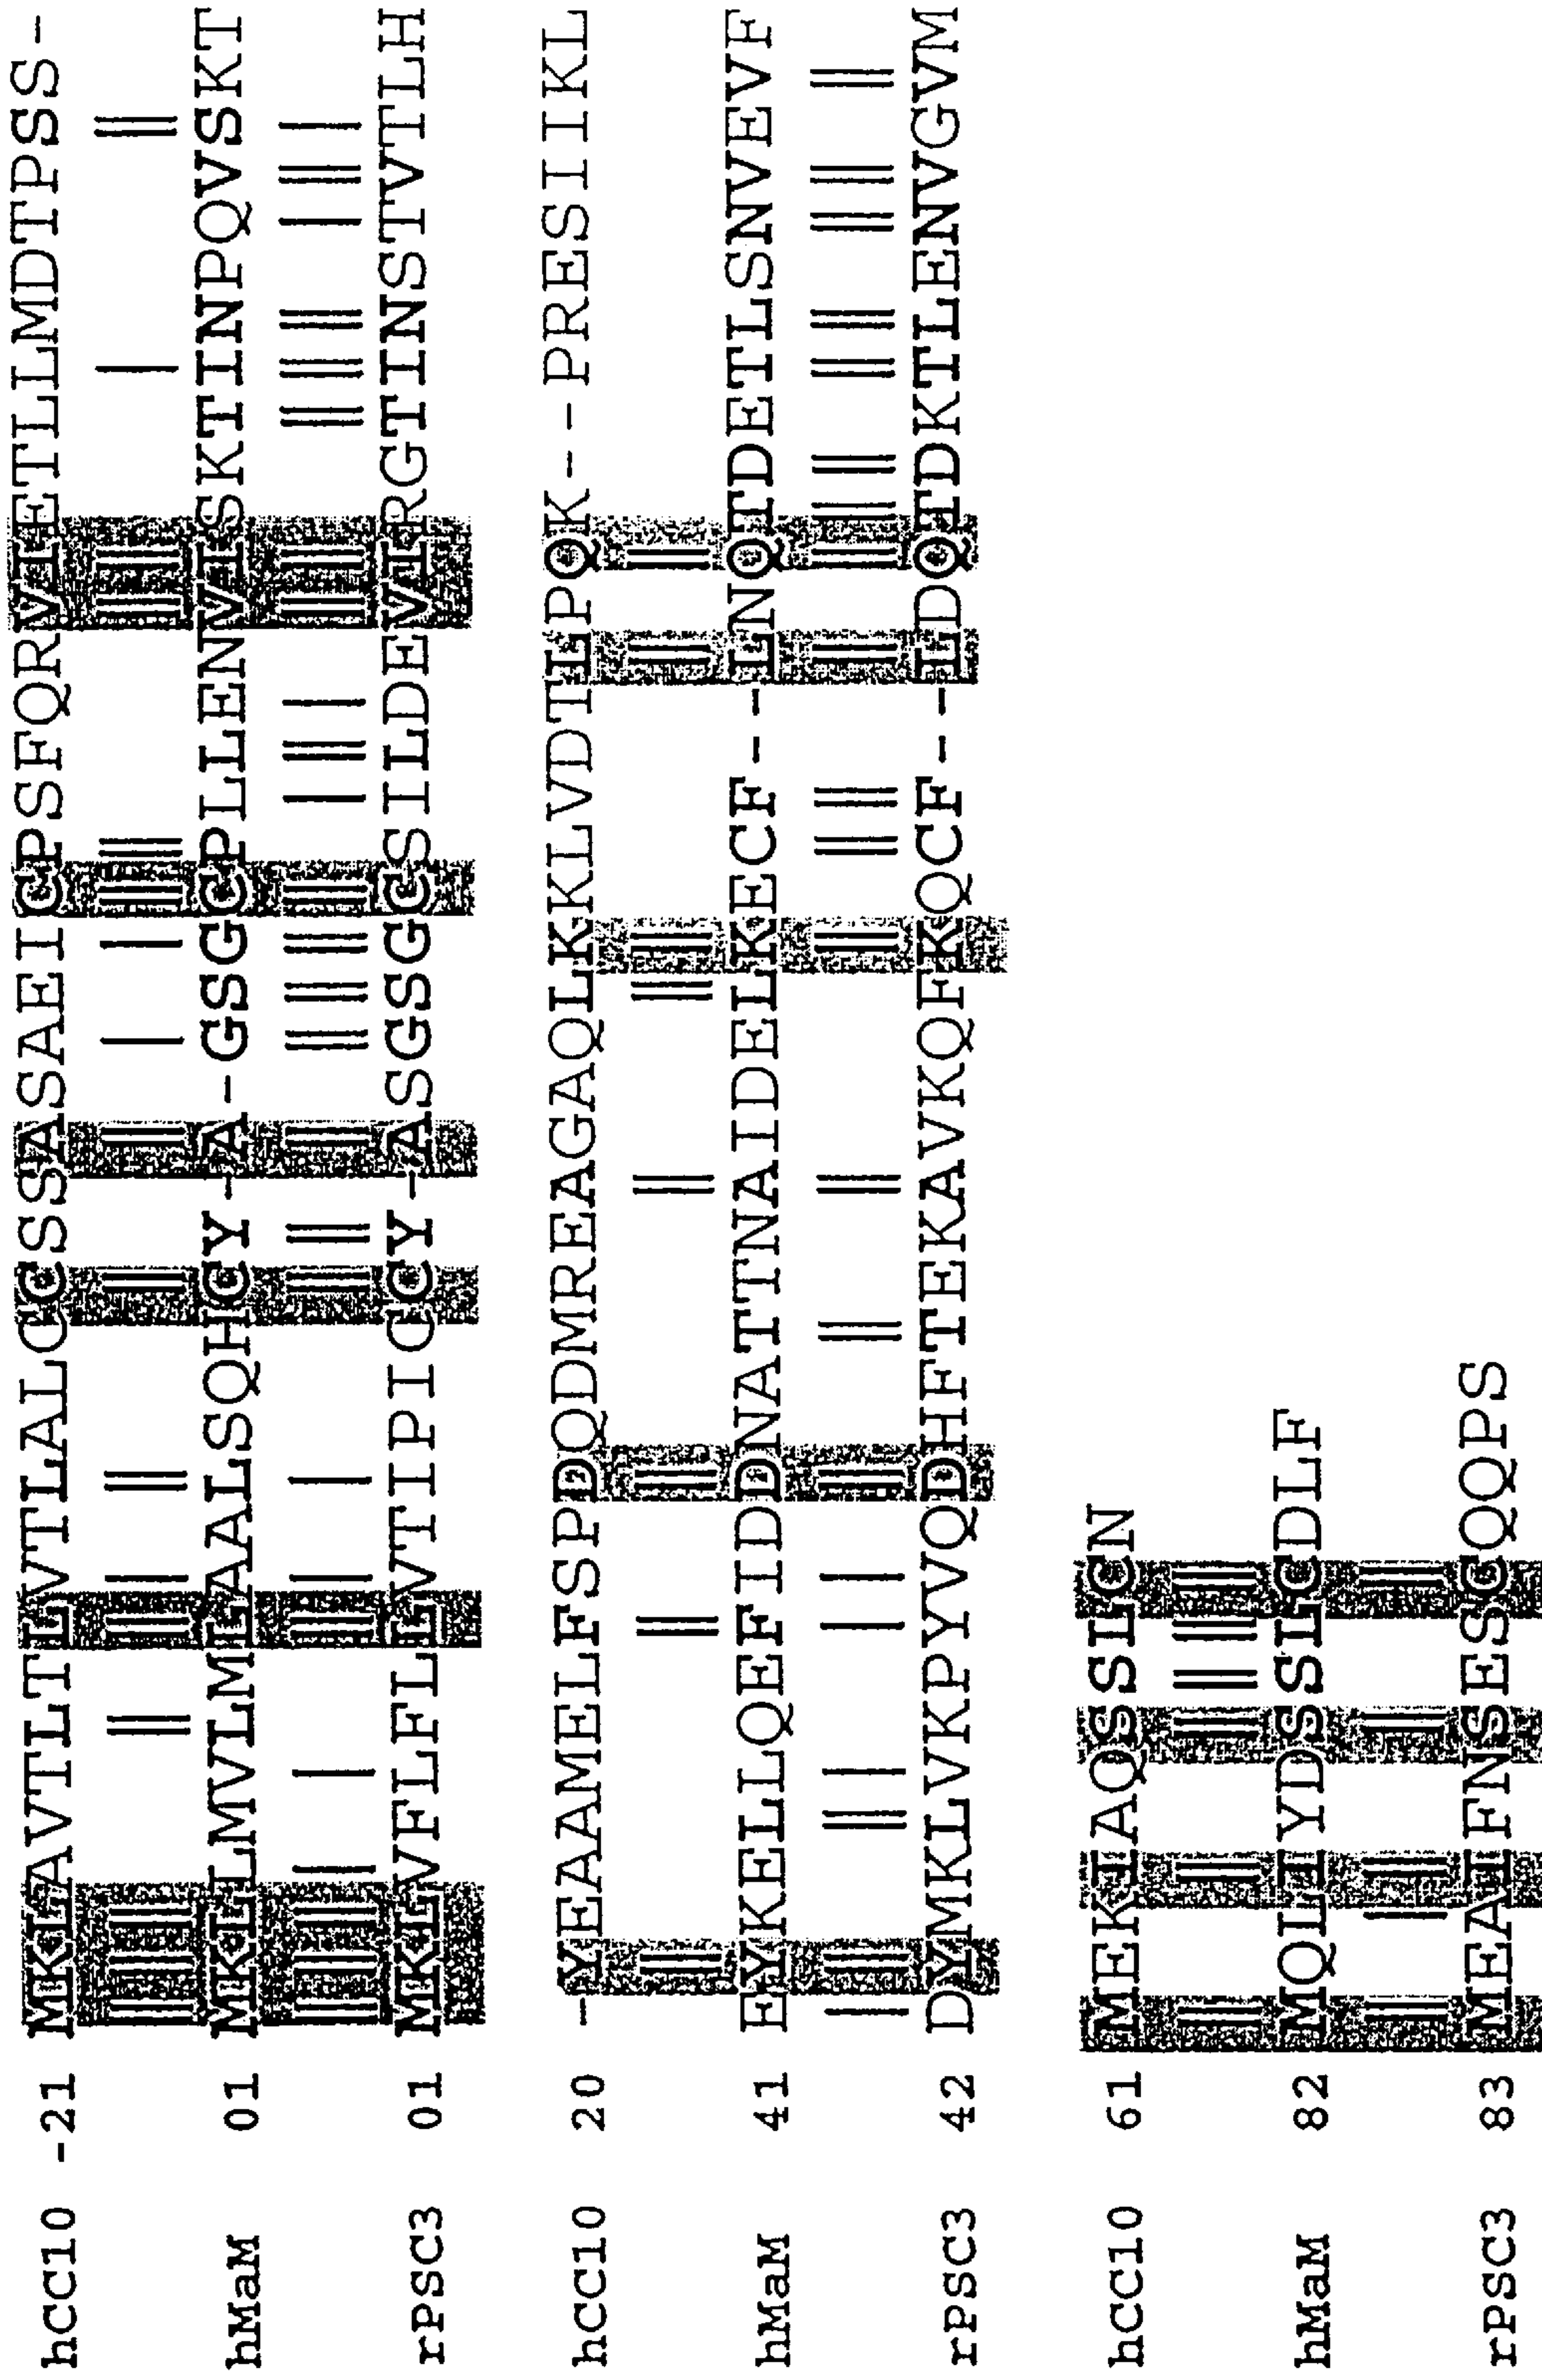 hCC10 -21 MKLAVTLTLVTLALCCSSASAEICPSFQRVIETLLMDTPSS-
hMaM 01 MKLLMVLMLAALSQHCY-A-GSGCPLLENVISKTINPQVSKT
rPSC3 01 MKLVFLFLLVTIPICCY-ASGSGCSILDEVIRGTINSTVTLH
hCC10 20 -YEAAMELFSPDQDMREAGAQLKKLVDTLPQK--PRESIIKL
hMaM 41 EYKELLQEFIDDNATTNAIDELKECF--LNQTDETLSNVEVF
rPSC3 42 DYMKLVKPYVQDHFTEKAVKQFKQCF--LDQTDKTLENVGVM
hCC10 61 MEKIAQSSLCN
hMaM 82 MQLIYDSSLCDLF
rPSC3 83 MEAIFNSESCQQPS